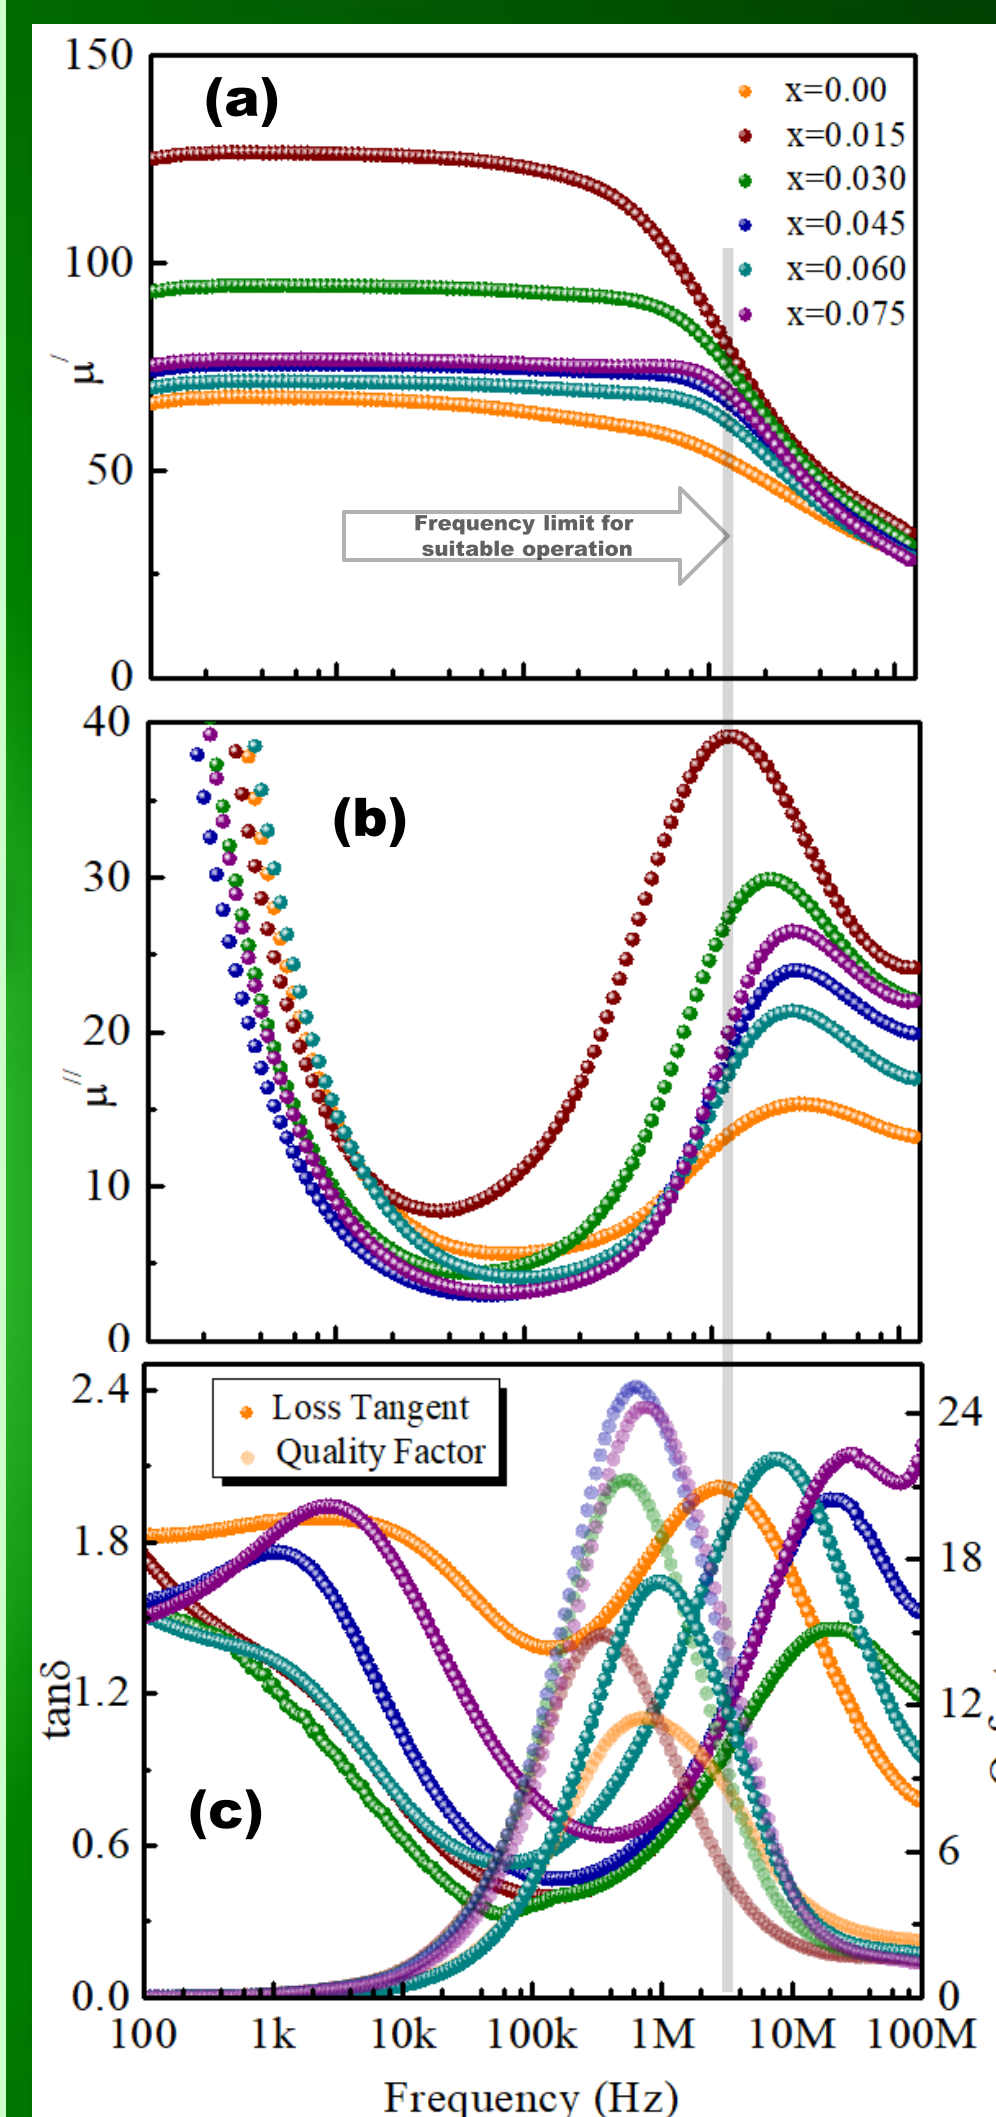 150
(a)
x=0.00
x=0.015
x=0.030
x=0.045
x=0.060
x=0.075
100
μ/
50
Frequency limit for
suitable operation
0
40
(b)
30
20
μ//
10
0
2.4
Loss Tangent
Quality Factor
24
1.8
18
1.2
12
tanδ
(c)
0.6
6
0.0
0
100 1k 10k 100k 1M 10M 100M
Frequency (Hz)